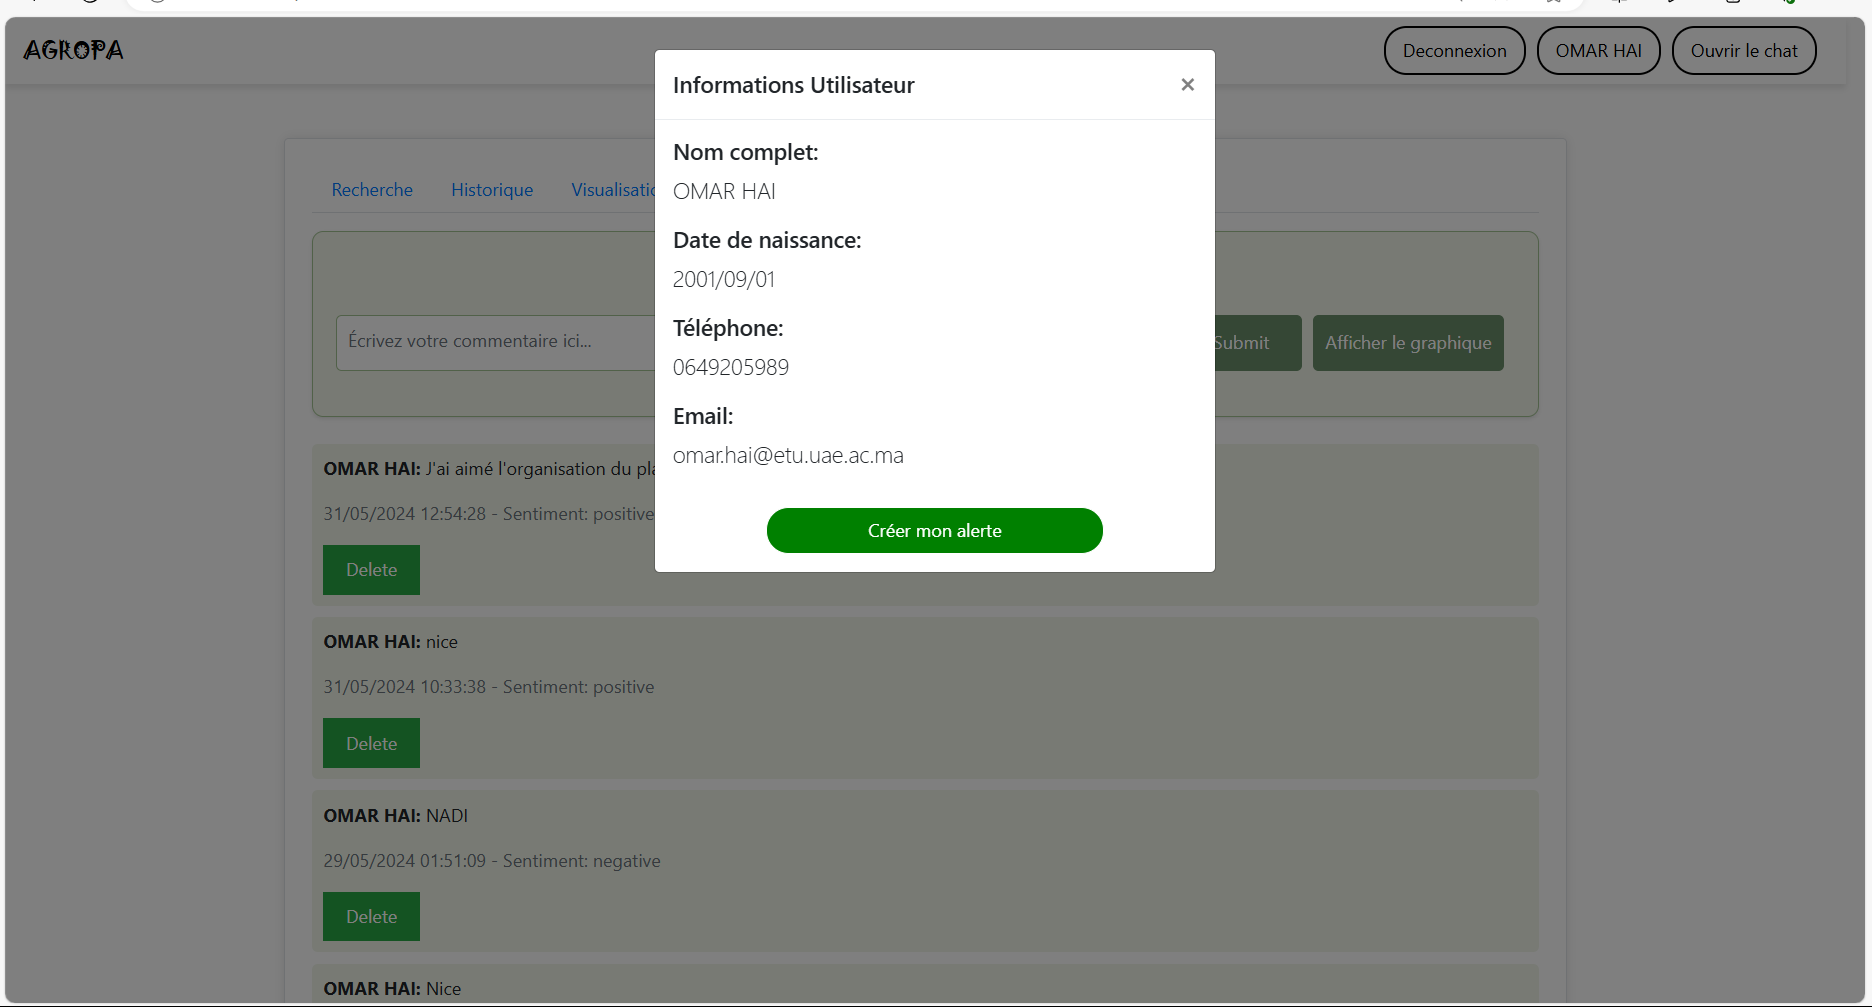 AGROPA
Deconnexion
OMAR HAI
Ouvrir le chat
Informations Utilisateur
×
Nom complet:
OMAR HAI
Date de naissance:
2001/09/01
Téléphone:
0649205989
Email:
omar.hai@etu.uae.ac.ma
Créer mon alerte
Recherche
Historique
Visualisatio
Écrivez votre commentaire ici...
Submit
Afficher le graphique
OMAR HAI: J'ai aimé l'organisation du pla
31/05/2024 12:54:28 - Sentiment: positive
Delete
OMAR HAI: nice
31/05/2024 10:33:38 - Sentiment: positive
Delete
OMAR HAI: NADI
29/05/2024 01:51:09 - Sentiment: negative
Delete
OMAR HAI: Nice